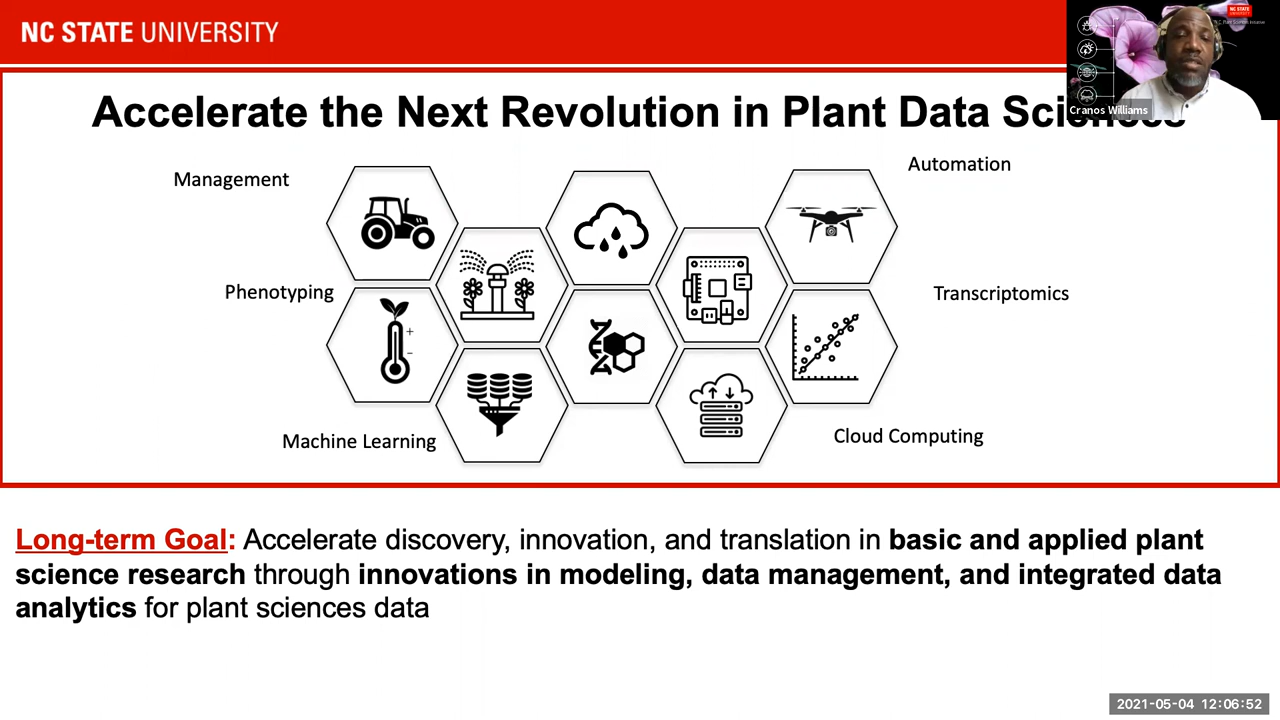 NC STATE UNIVERSITY
Accelerate the Next Revolution in Plant Data Sciences
Cranos Williams
Management
Automation
Phenotyping
Transcriptomics
Machine Learning
Cloud Computing
+
-
Long-term Goal: Accelerate discovery, innovation, and translation in basic and applied plant
science research through innovations in modeling, data management, and integrated data
analytics for plant sciences data
2021-05-04 12:06:52